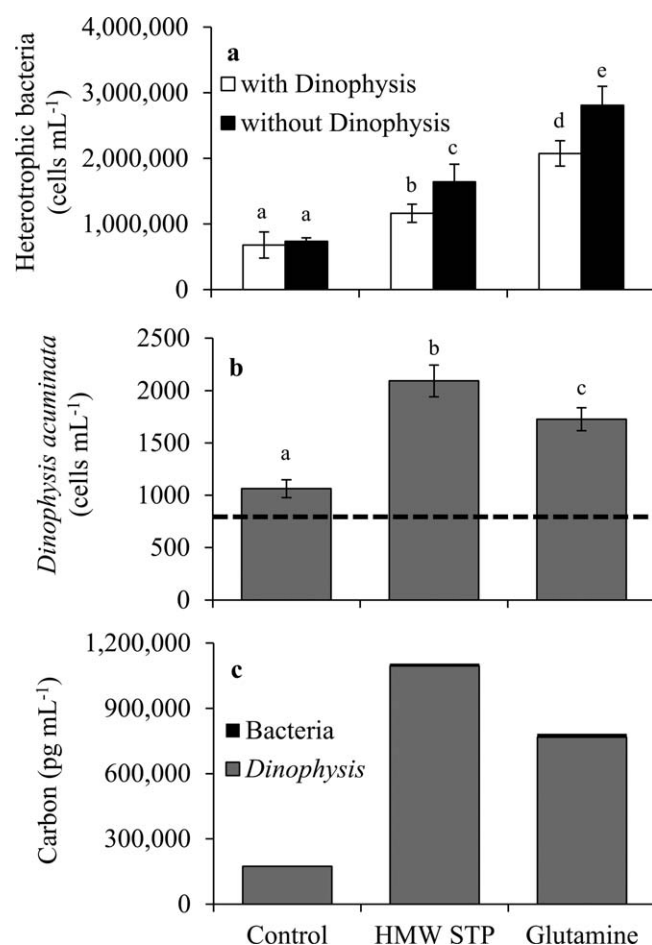 a
with Dinophysis
without Dinophysis
Heterotrophic bacteria
(cells mL-1)
4,000,000
3,000,000
2,000,000
1,000,000
0
a a b c d e
b
Dinophysis acuminata
(cells mL-1)
2500
2000
1500
1000
500
0
a b c
c
Bacteria
Dinophysis
Carbon (pg mL-1)
1,200,000
900,000
600,000
300,000
0
Control HMW STP Glutamine